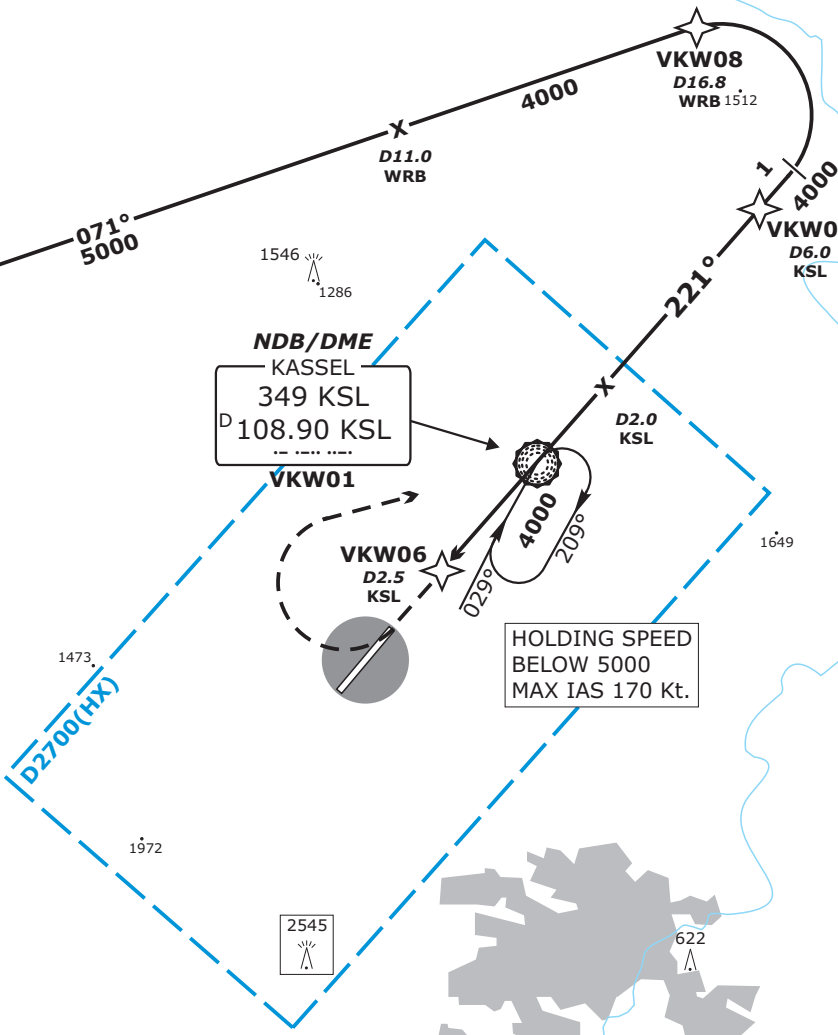 VKW08
D16.8
WRB
1512
4000
X
D11.0
WRB
1
4000
071°
5000
VKW0
D6.0
KSL
1546
1286
221°
NDB/DME
KASSEL
349 KSL
D 108.90 KSL
VKW01
X
D2.0
KSL
4000
209°
029°
1649
VKW06
D2.5
KSL
HOLDING SPEED
BELOW 5000
MAX IAS 170 Kt.
1473
D2700(HX)
1972
2545
622